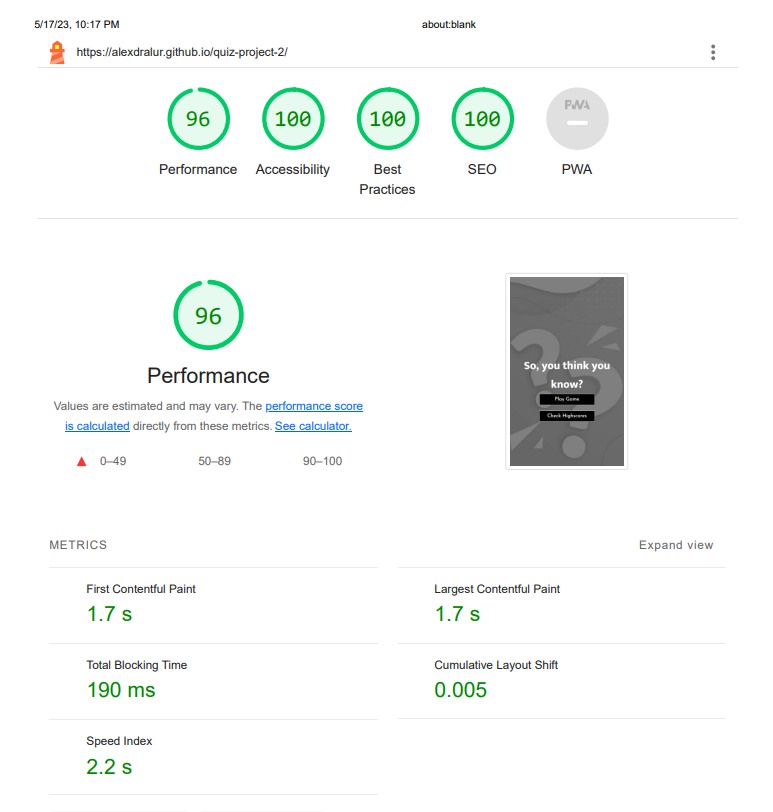 5/17/23, 10:17 PM about:blank
https://alexdralur.github.io/quiz-project-2/
96 100 100 100 PWA
Performance Accessibility Best Practices SEO PWA
96
Performance
Values are estimated and may vary. The performance score
is calculated directly from these metrics. See calculator.
0–49 50–89 90–100
So, you think you
know?
Play Game
Check Highscores
METRICS Expand view
First Contentful Paint
1.7 s
Largest Contentful Paint
1.7 s
Total Blocking Time
190 ms
Cumulative Layout Shift
0.005
Speed Index
2.2 s